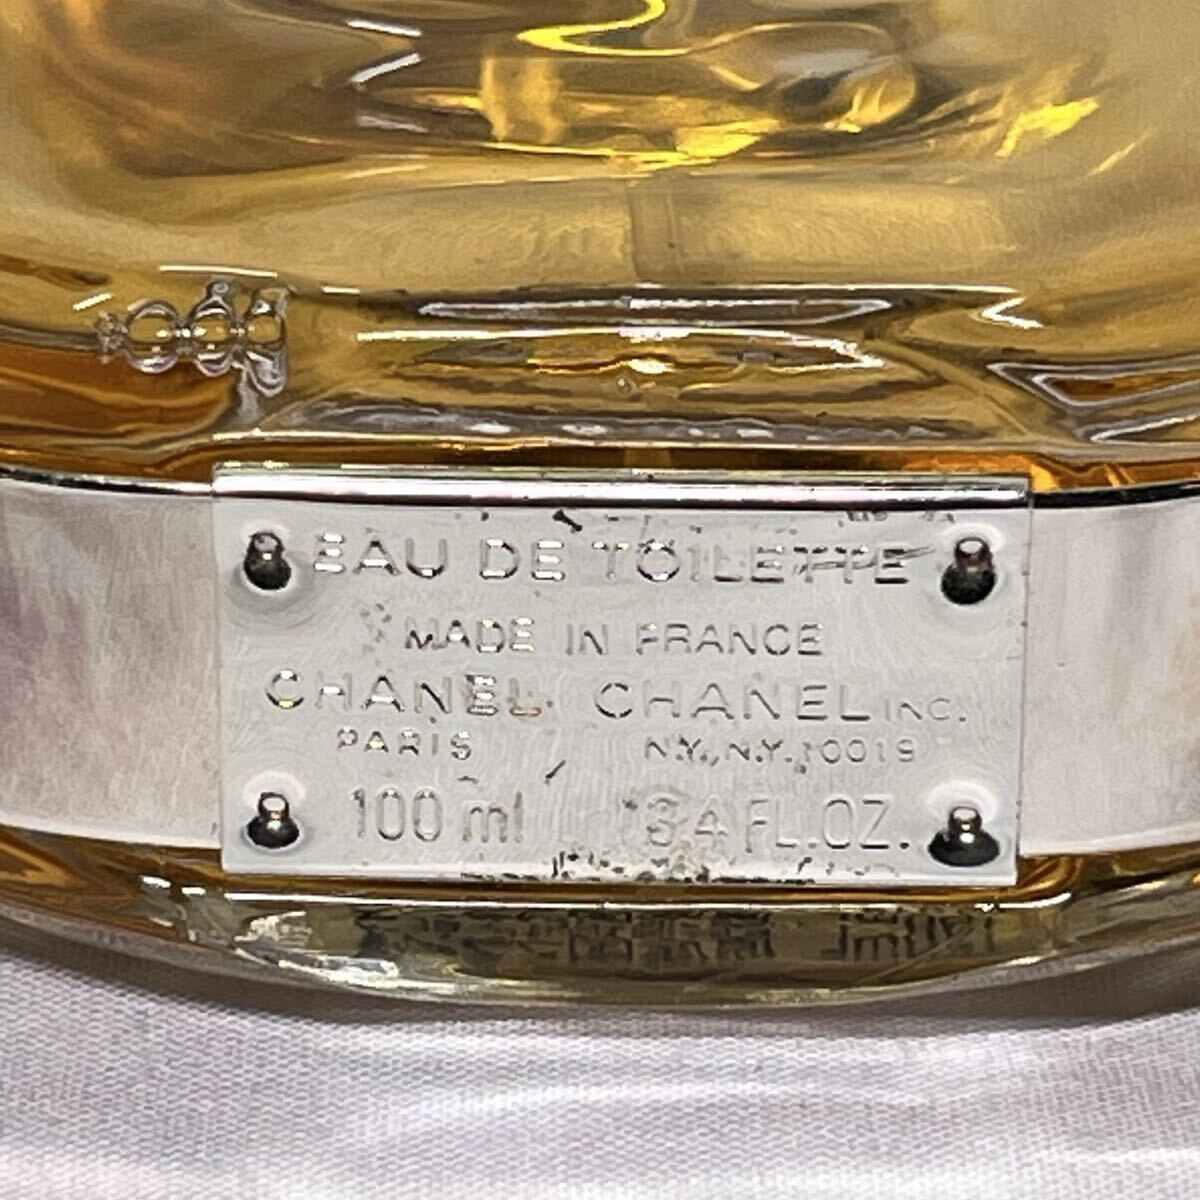 EAU DE TOILETTE
MADE IN FRANCE
CHANEL CHANEL INC.
PARIS N.Y., N.Y. 10019
100 ml 3.4 FL.OZ.